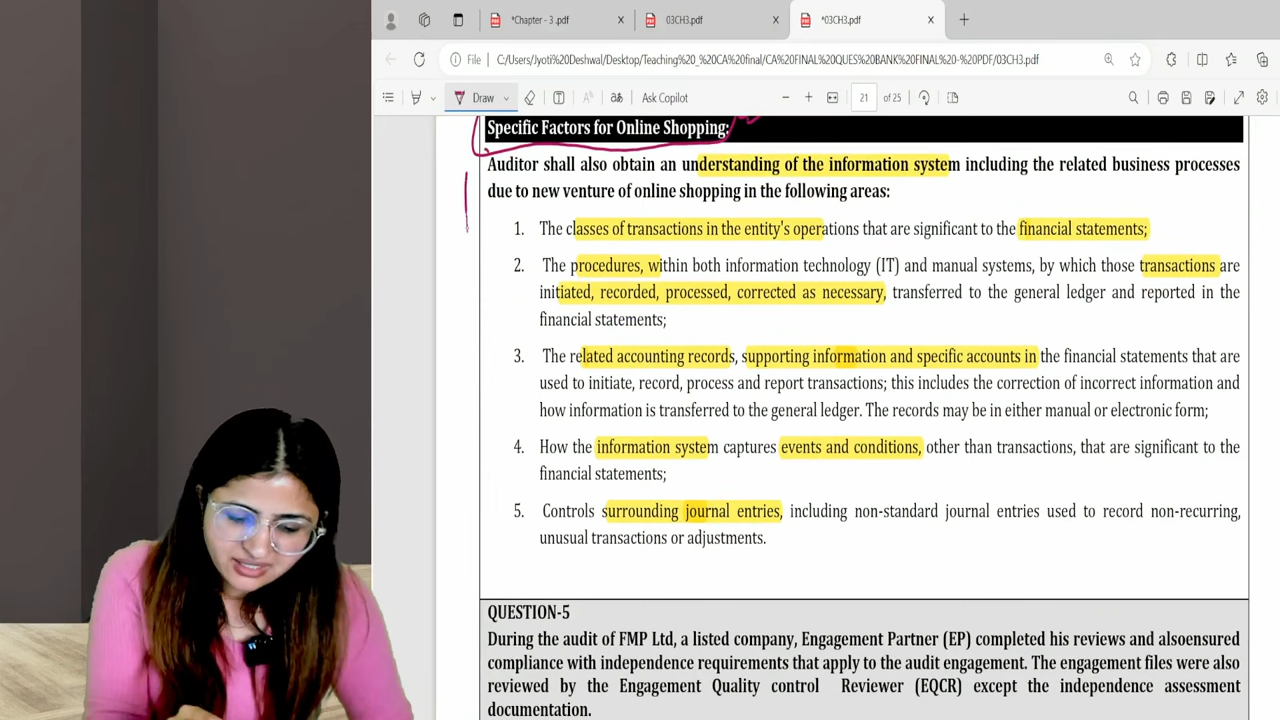 *Chapter - 3 .pdf
03CH3.pdf
*03CH3.pdf
File
C:/Users/Jyoti%20Deshwal/Desktop/Teaching%20_%20CA%20final/CA%20FINAL%20QUES%20BANK%20FINAL%20-%20PDF/03CH3.pdf
Draw
Ask Copilot
21 of 25
Specific Factors for Online Shopping:
Auditor shall also obtain an understanding of the information system including the related business processes
due to new venture of online shopping in the following areas:
1. The classes of transactions in the entity's operations that are significant to the financial statements;
2. The procedures, within both information technology (IT) and manual systems, by which those transactions are
initiated, recorded, processed, corrected as necessary, transferred to the general ledger and reported in the
financial statements;
3. The related accounting records, supporting information and specific accounts in the financial statements that are
used to initiate, record, process and report transactions; this includes the correction of incorrect information and
how information is transferred to the general ledger. The records may be in either manual or electronic form;
4. How the information system captures events and conditions, other than transactions, that are significant to the
financial statements;
5. Controls surrounding journal entries, including non-standard journal entries used to record non-recurring,
unusual transactions or adjustments.
QUESTION-5
During the audit of FMP Ltd, a listed company, Engagement Partner (EP) completed his reviews and alsoensured
compliance with independence requirements that apply to the audit engagement. The engagement files were also
reviewed by the Engagement Quality control Reviewer (EQCR) except the independence assessment
documentation.